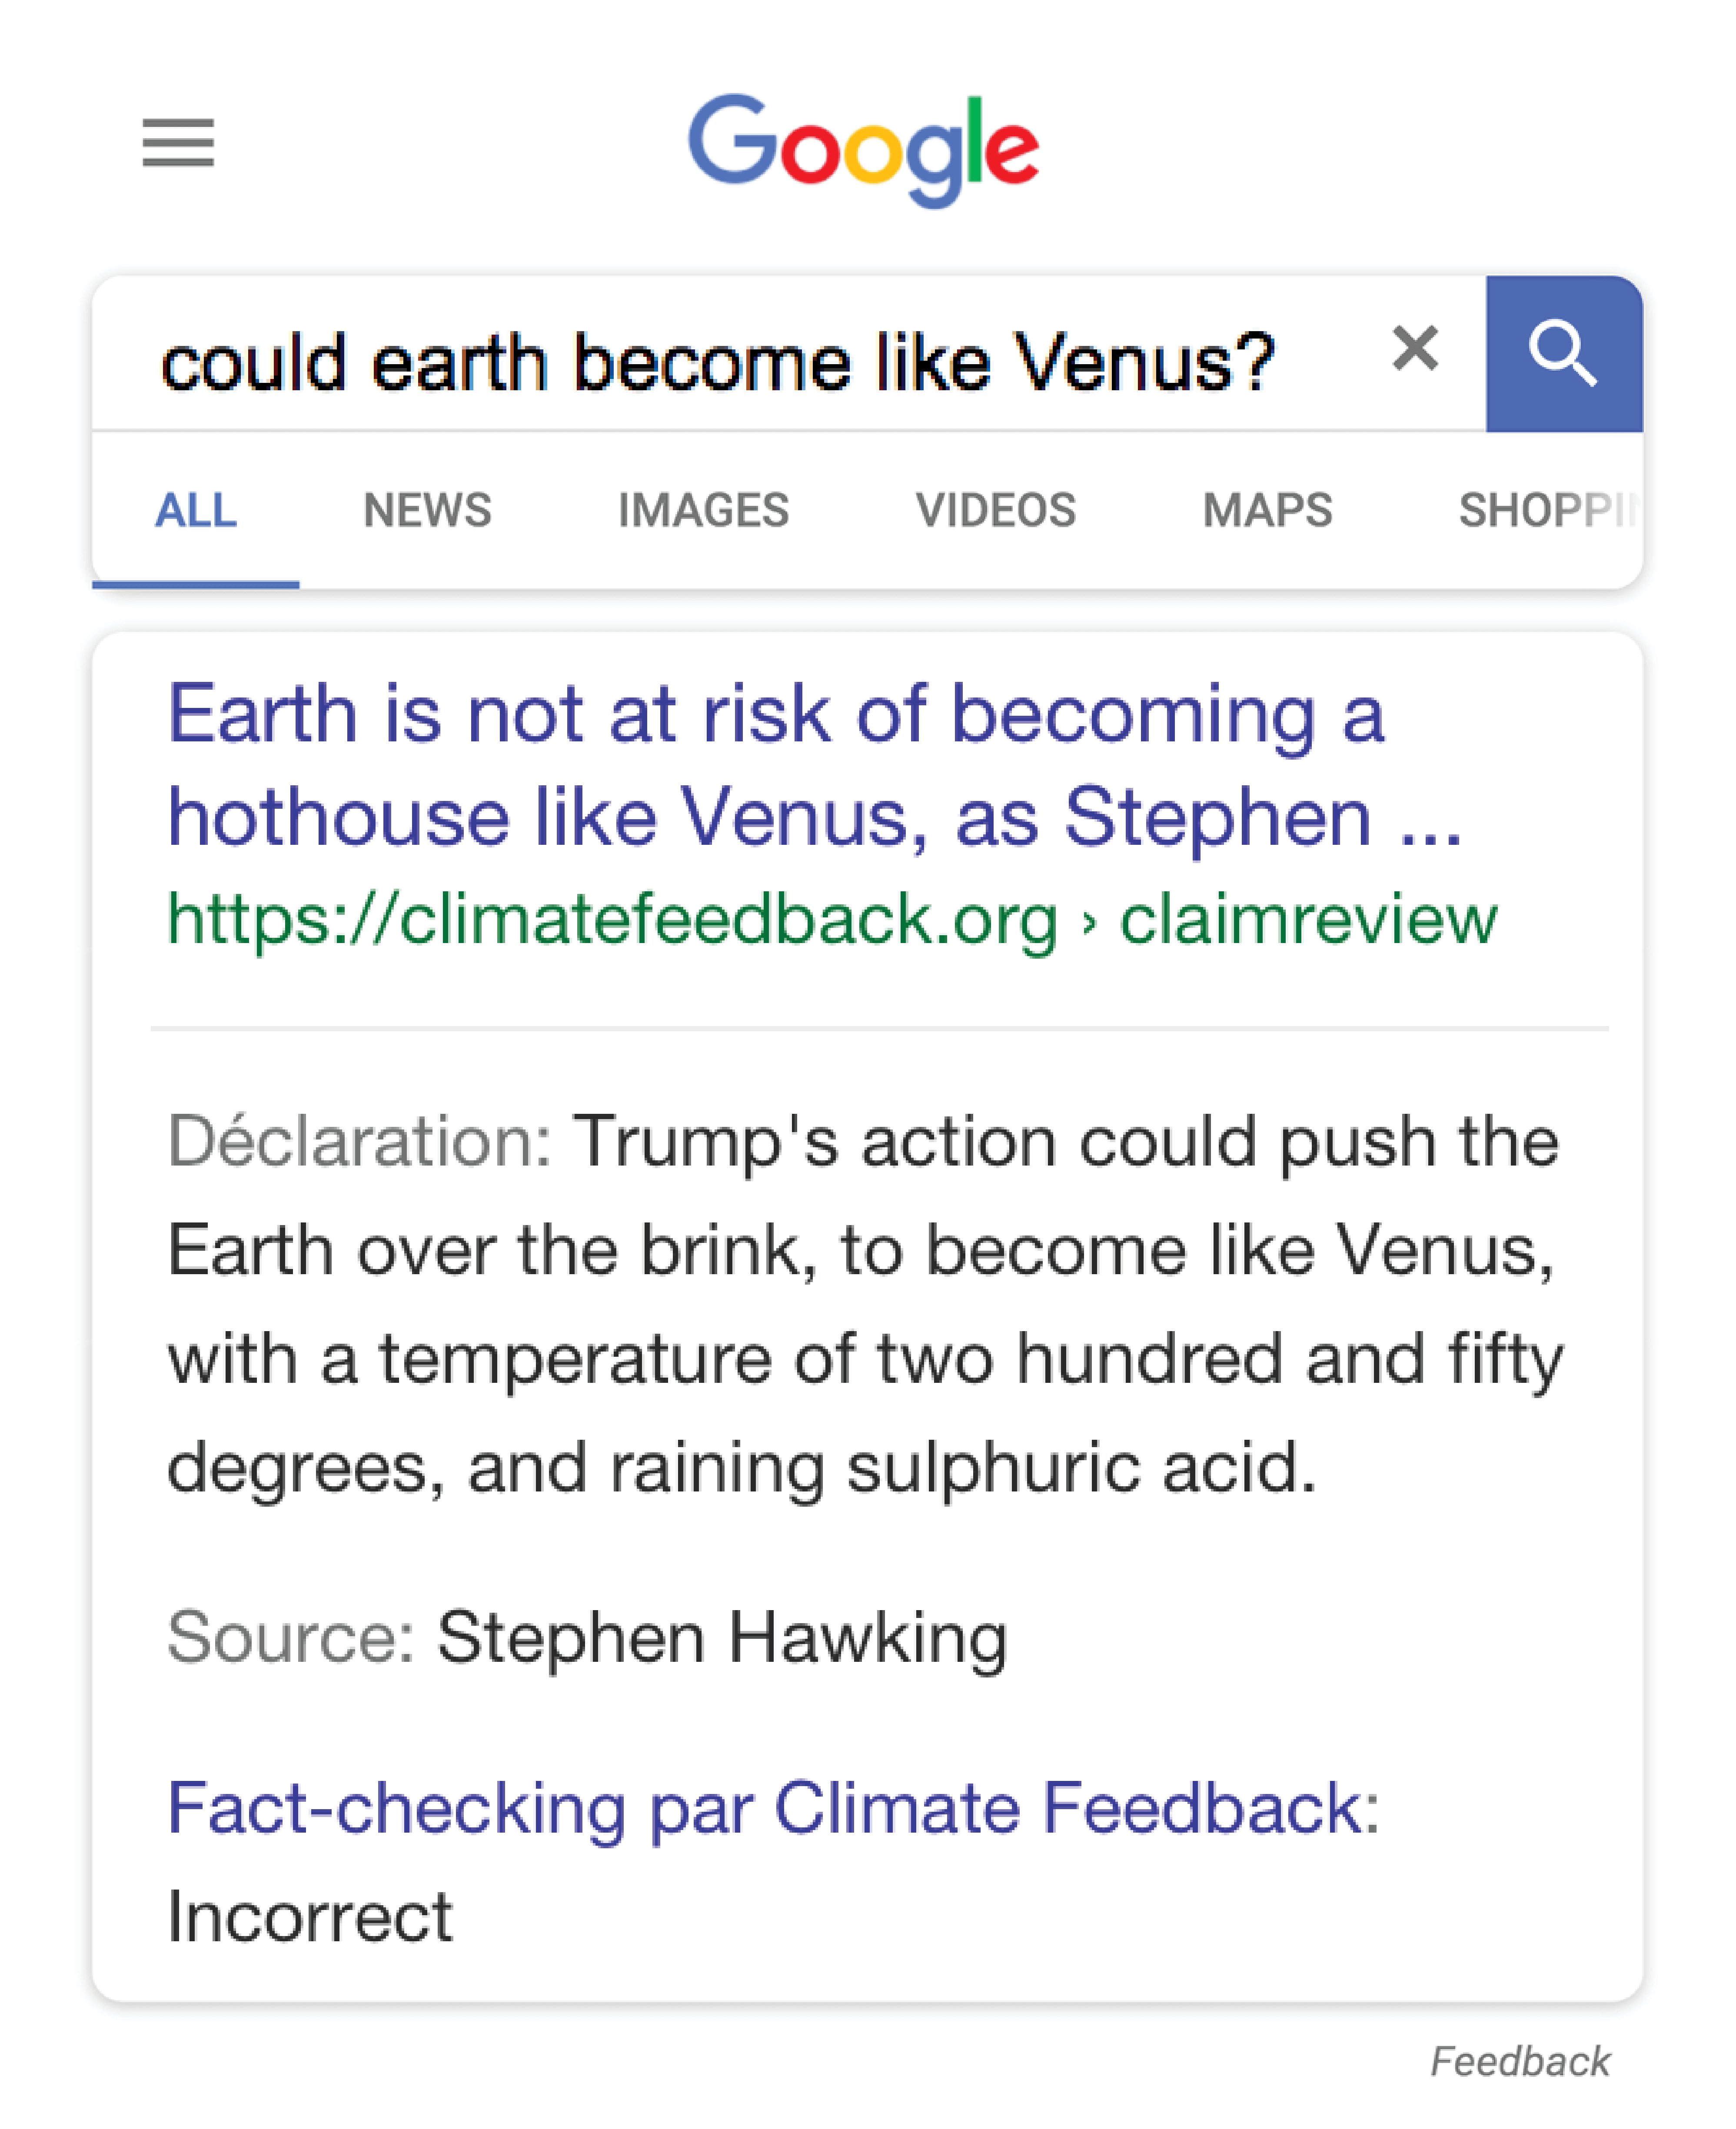 Google
could earth become like Venus?
ALL NEWS IMAGES VIDEOS MAPS SHOPPIN
Earth is not at risk of becoming a
hothouse like Venus, as Stephen ...
https://climatefeedback.org › claimreview
Déclaration: Trump's action could push the
Earth over the brink, to become like Venus,
with a temperature of two hundred and fifty
degrees, and raining sulphuric acid.
Source: Stephen Hawking
Fact-checking par Climate Feedback:
Incorrect
Feedback